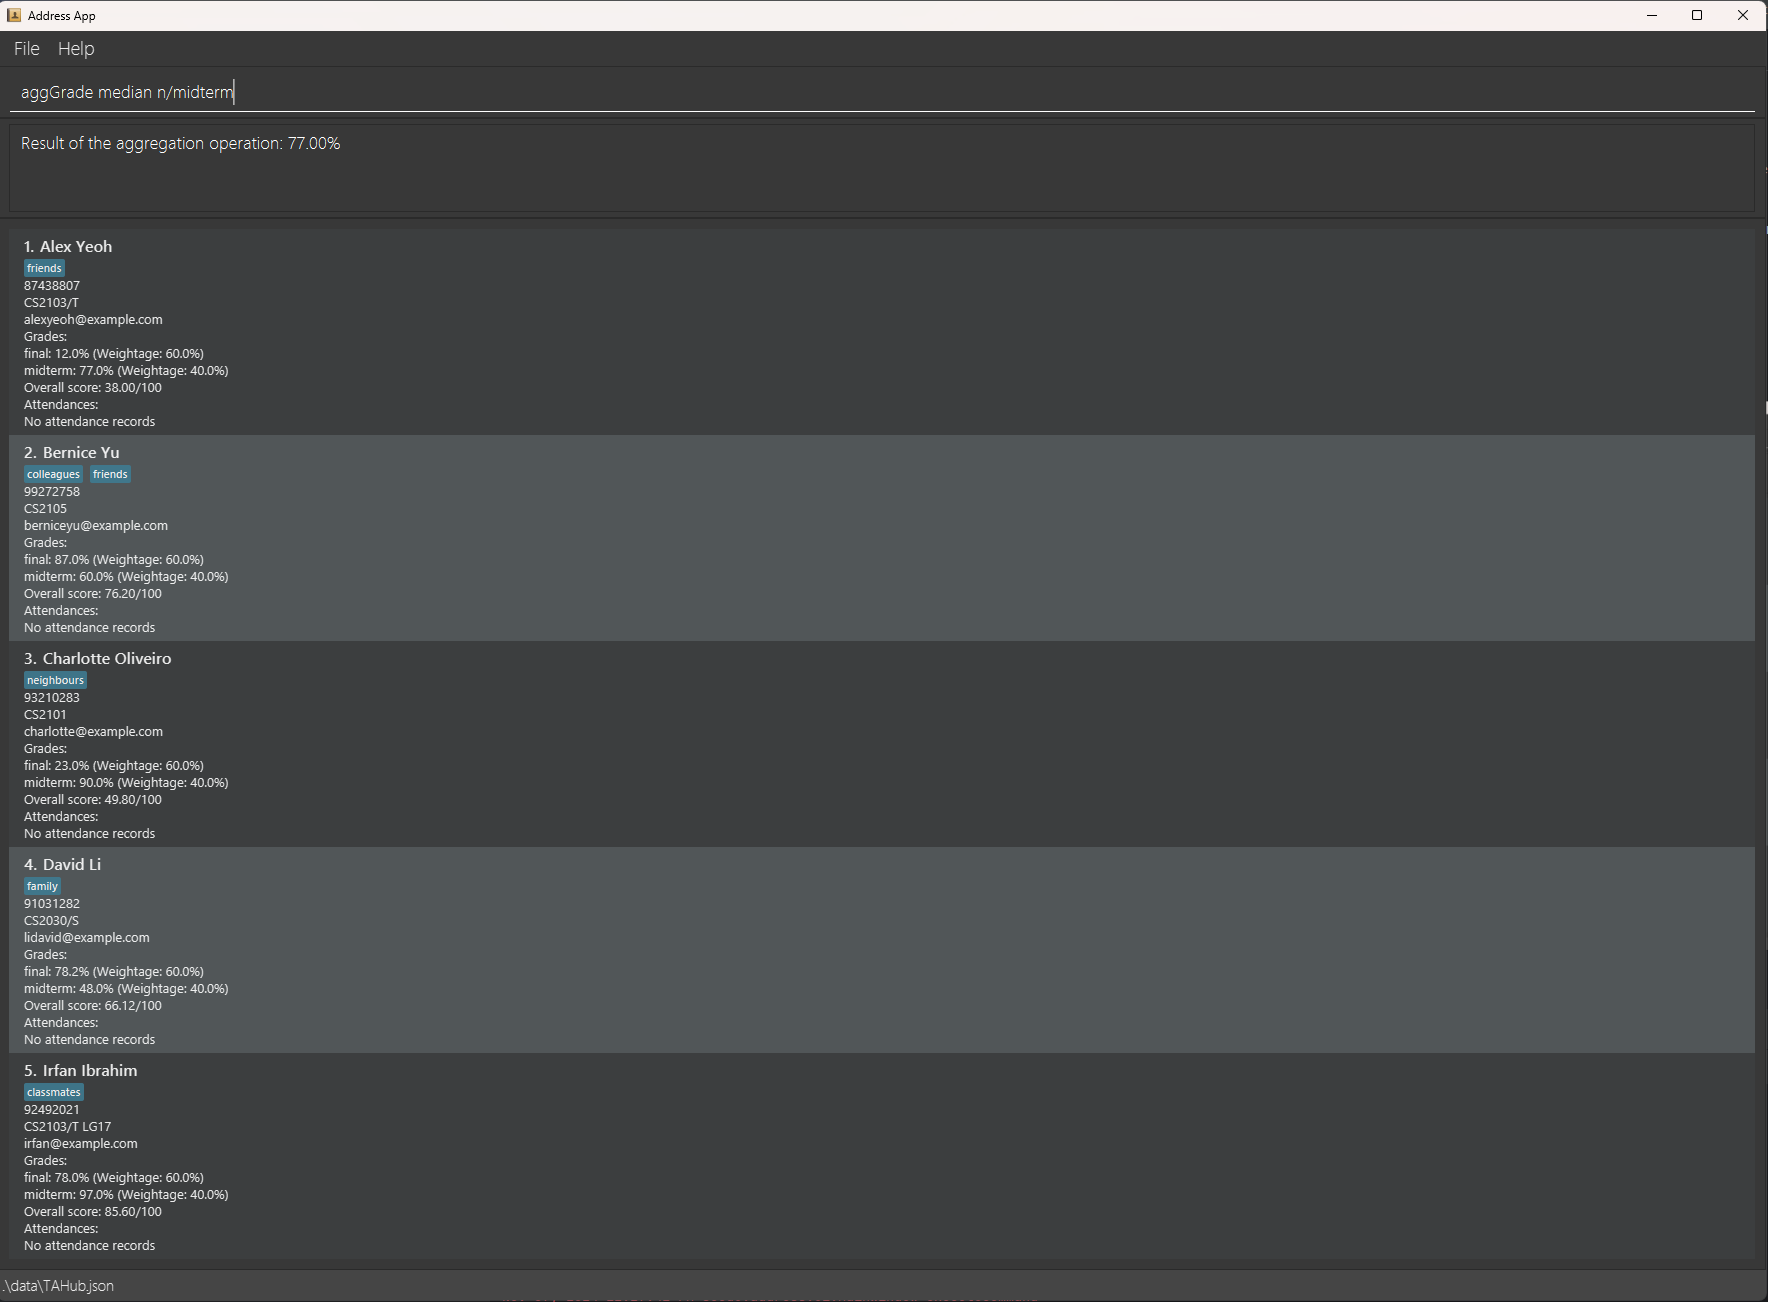 Address App
File Help
aggGrade median n/midterm
Result of the aggregation operation: 77.00%
1. Alex Yeoh
friends
87438807
CS2103/T
alexyeoh@example.com
Grades:
final: 12.0% (Weightage: 60.0%)
midterm: 77.0% (Weightage: 40.0%)
Overall score: 38.00/100
Attendances:
No attendance records
2. Bernice Yu
colleagues friends
99272758
CS2105
berniceyu@example.com
Grades:
final: 87.0% (Weightage: 60.0%)
midterm: 60.0% (Weightage: 40.0%)
Overall score: 76.20/100
Attendances:
No attendance records
3. Charlotte Oliveiro
neighbours
93210283
CS2101
charlotte@example.com
Grades:
final: 23.0% (Weightage: 60.0%)
midterm: 90.0% (Weightage: 40.0%)
Overall score: 49.80/100
Attendances:
No attendance records
4. David Li
family
91031282
CS2030/S
lidavid@example.com
Grades:
final: 78.2% (Weightage: 60.0%)
midterm: 48.0% (Weightage: 40.0%)
Overall score: 66.12/100
Attendances:
No attendance records
5. Irfan Ibrahim
classmates
92492021
CS2103/T LG17
irfan@example.com
Grades:
final: 78.0% (Weightage: 60.0%)
midterm: 97.0% (Weightage: 40.0%)
Overall score: 85.60/100
Attendances:
No attendance records
.\data\TAHub.json